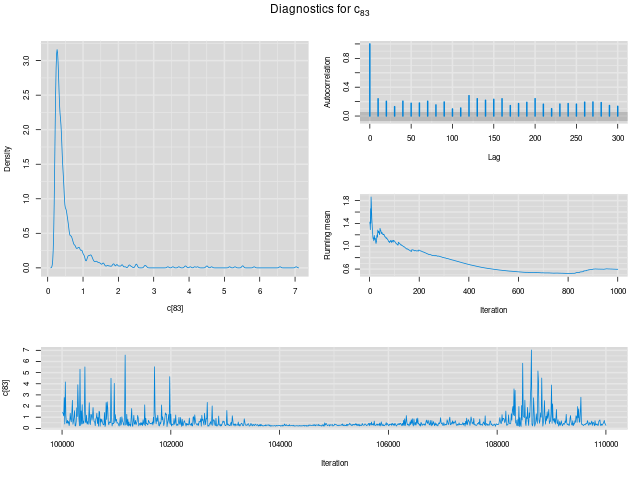 Diagnostics for c83
Density
0.0 0.5 1.0 1.5 2.0 2.5 3.0
0 1 2 3 4 5 6 7
c[83]
Autocorrelation
0.0 0.4 0.8
0 50 100 150 200 250 300
Lag
Running mean
0.6 1.0 1.4 1.8
0 200 400 600 800 1000
Iteration
c[83]
0 1 2 3 4 5 6 7
100000 102000 104000 106000 108000 110000
Iteration